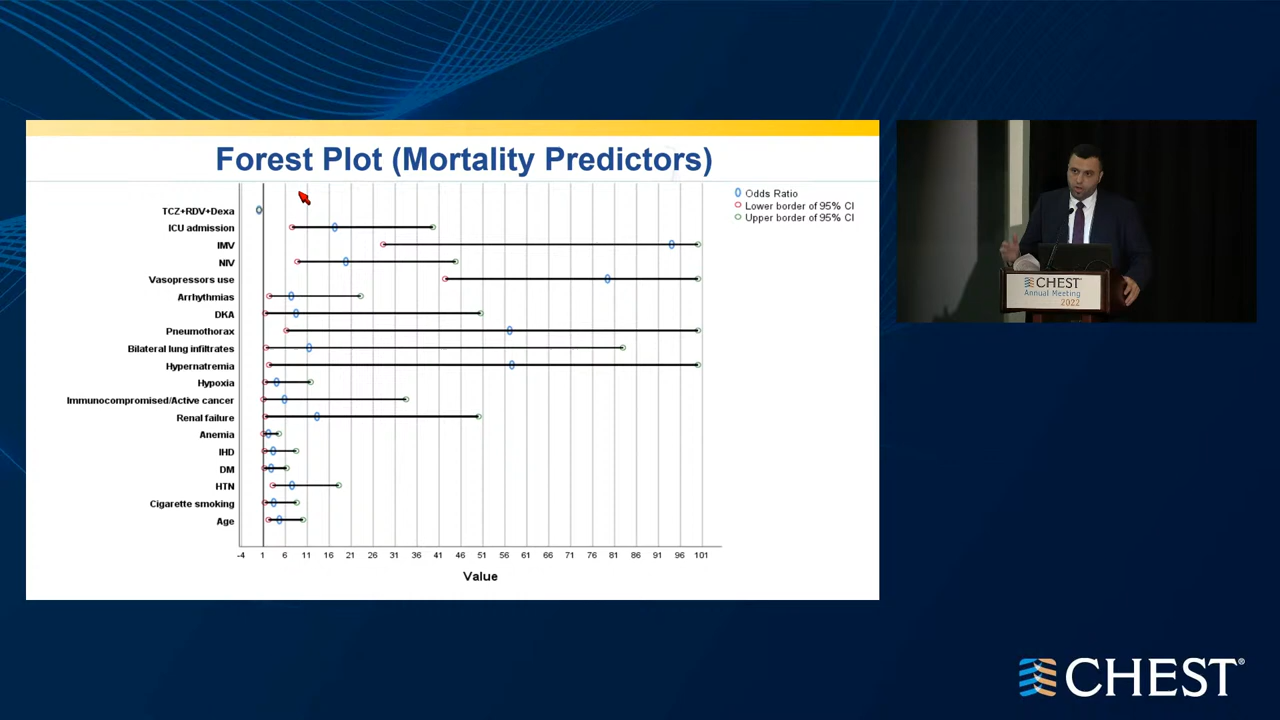 Forest Plot (Mortality Predictors)
Odds Ratio
Lower border of 95% CI
Upper border of 95% CI
TCZ+RDV+Dexa
ICU admission
IMV
NIV
Vasopressors use
Arrhythmias
DKA
Pneumothorax
Bilateral lung infiltrates
Hypernatremia
Hypoxia
Immunocompromised/Active cancer
Renal failure
Anemia
IHD
DM
HTN
Cigarette smoking
Age
-4 1 6 11 16 21 26 31 36 41 46 51 56 61 66 71 76 81 86 91 96 101
Value
CHEST
Annual Meeting
2022
CHEST®